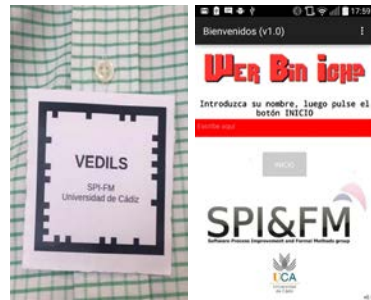 VEDILS
SPI-FM
Universidad de Cádiz
17:59
Bienvenidos (v1.0)
Wer Bin ich?
Introduzca su nombre, luego pulse el
botón INICIO
Escribe aquí
INICIO
SPI&FM
Software Process Improvement and Formal Methods group
UCA